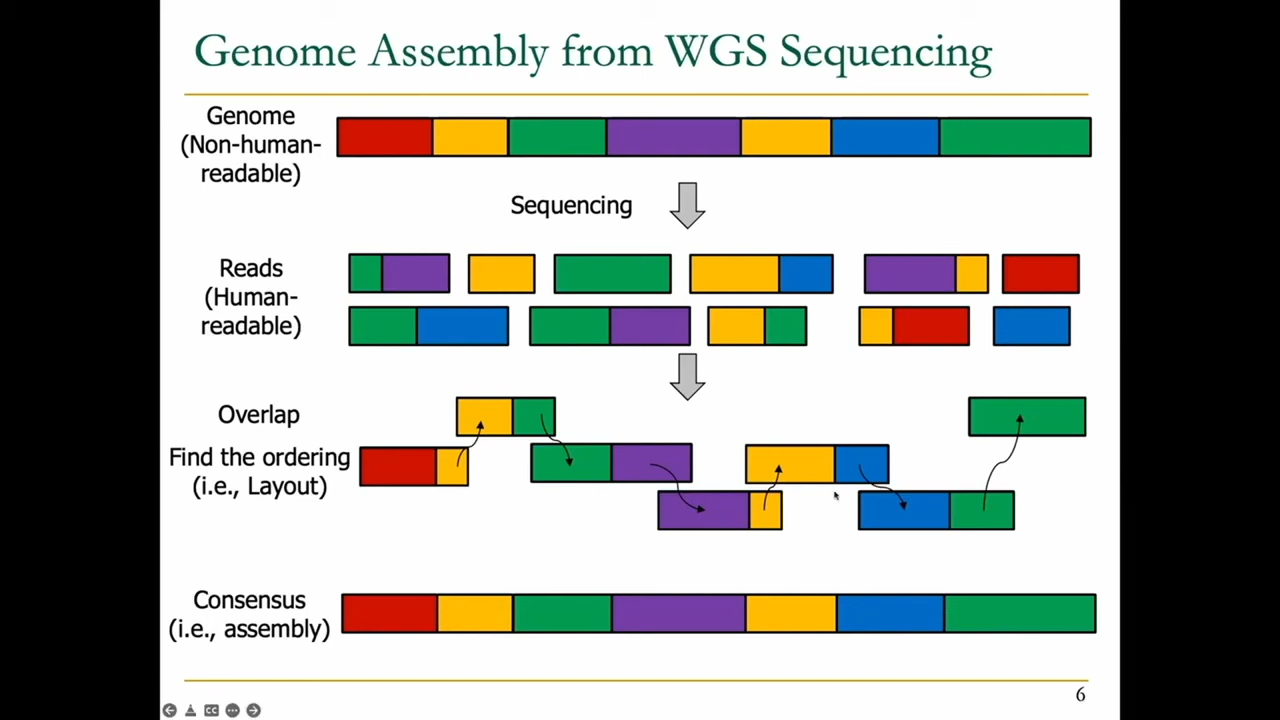 Genome Assembly from WGS Sequencing
Genome
(Non-human-
readable)
Sequencing
Reads
(Human-
readable)
Overlap
Find the ordering
(i.e., Layout)
Consensus
(i.e., assembly)
6
CC